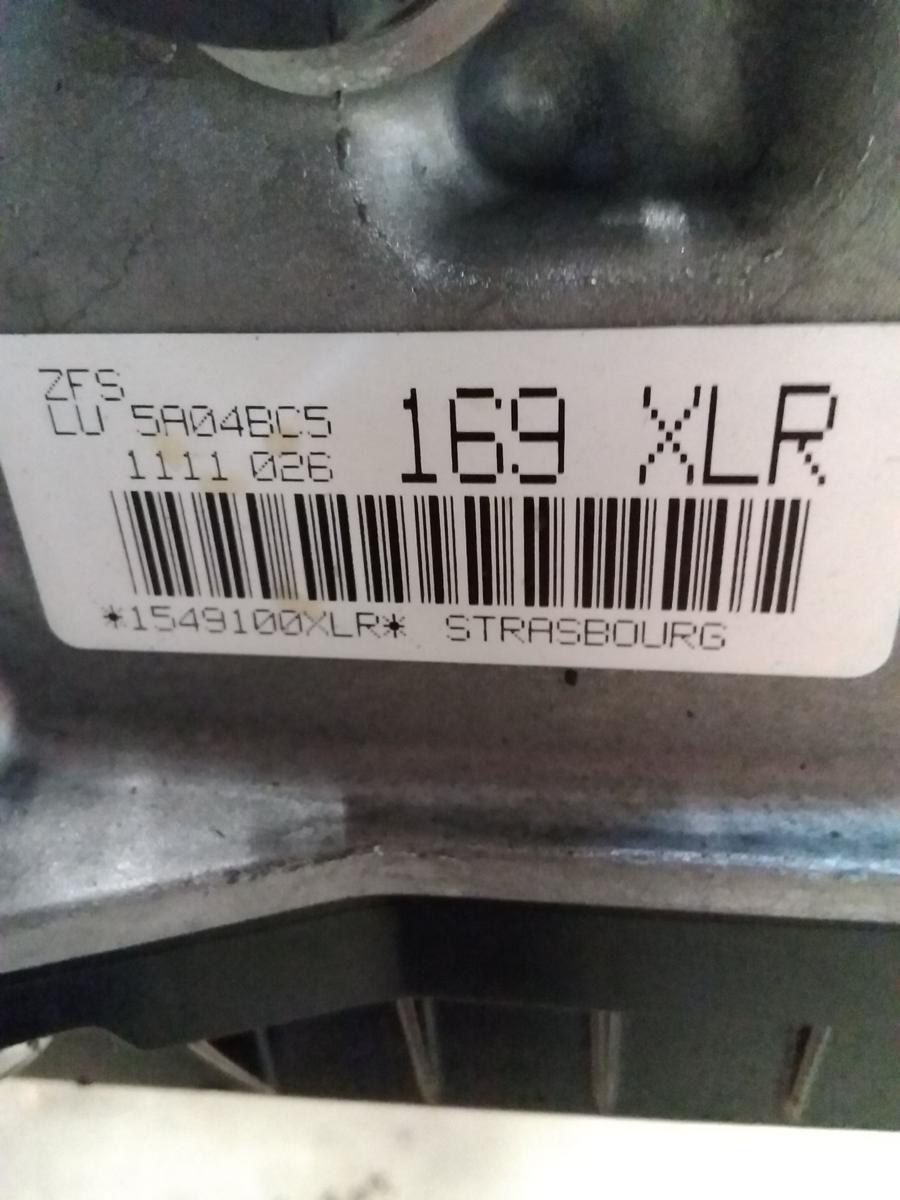 ZFS
LU 5A04BC5
1111 026
169 XLR
*1549100XLR* STRASBOURG